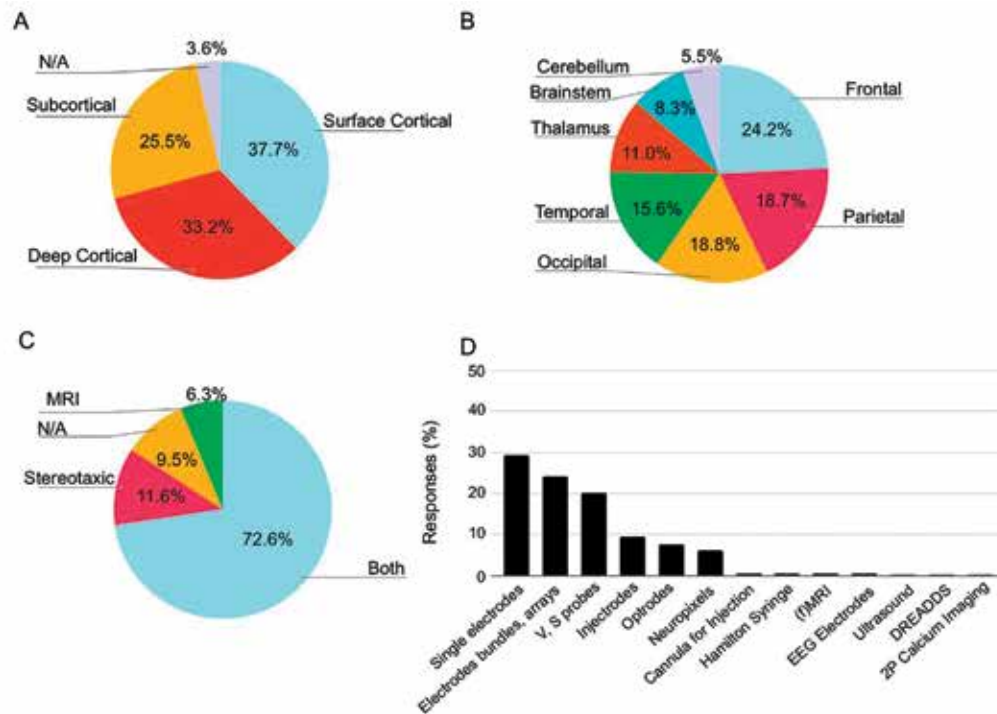 A
N/A
3.6%
Subcortical
25.5%
Surface Cortical
37.7%
33.2%
Deep Cortical
B
5.5%
Cerebellum
Brainstem
8.3%
Thalamus
11.0%
Frontal
24.2%
Temporal
15.6%
18.7%
Parietal
18.8%
Occipital
C
MRI
6.3%
N/A
9.5%
Stereotaxic
11.6%
72.6%
Both
D
Responses (%)
50
40
30
20
10
0
Single electrodes
Electrodes bundles, arrays
V, S probes
Injectrodes
Optrodes
Neuropixels
Cannula for Injection
Hamilton Syringe
(f)MRI
EEG Electrodes
Ultrasound
DREADDS
2P Calcium Imaging